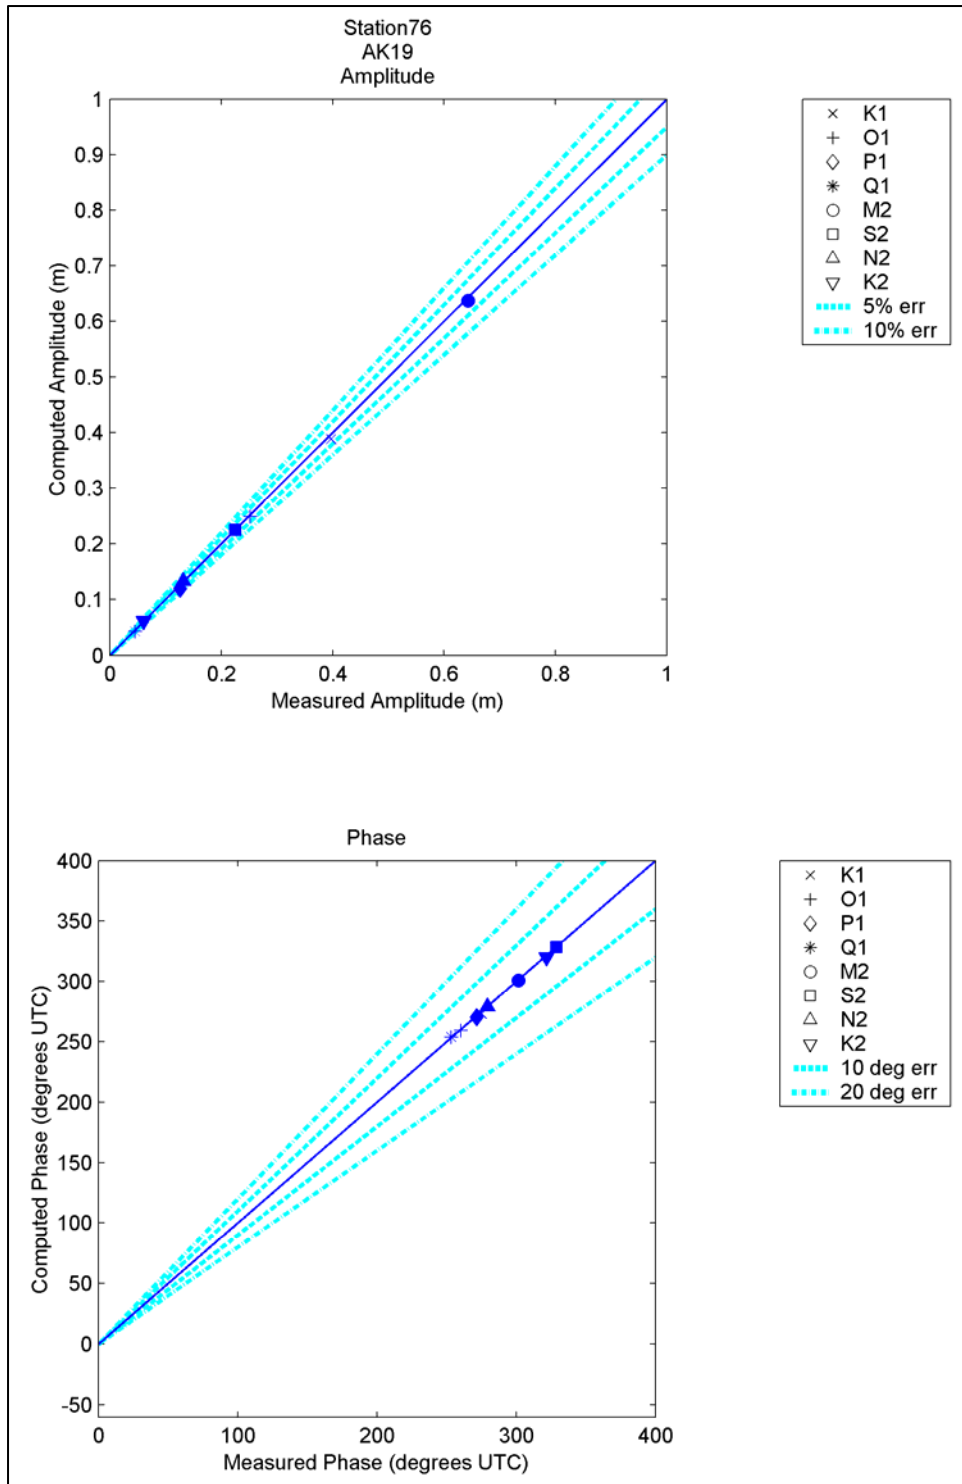 Station76
AK19
Amplitude
1
0.9
0.8
0.7
0.6
0.5
0.4
0.3
0.2
0.1
0
Computed Amplitude (m)
0 0.2 0.4 0.6 0.8 1
Measured Amplitude (m)
K1
O1
P1
Q1
M2
S2
N2
K2
5% err
10% err
Phase
400
350
300
250
200
150
100
50
0
-50
Computed Phase (degrees UTC)
0 100 200 300 400
Measured Phase (degrees UTC)
K1
O1
P1
Q1
M2
S2
N2
K2
10 deg err
20 deg err